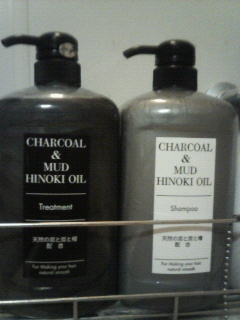 CHARCOAL
&
MUD
HINOKI OIL
Treatment
天然の炭と泥と檜
配合
For Making your Hair
natural smooth
CHARCOAL
&
MUD
HINOKI OIL
Shampoo
天然の炭と泥と檜
配合
For Making your Hair
natural smooth